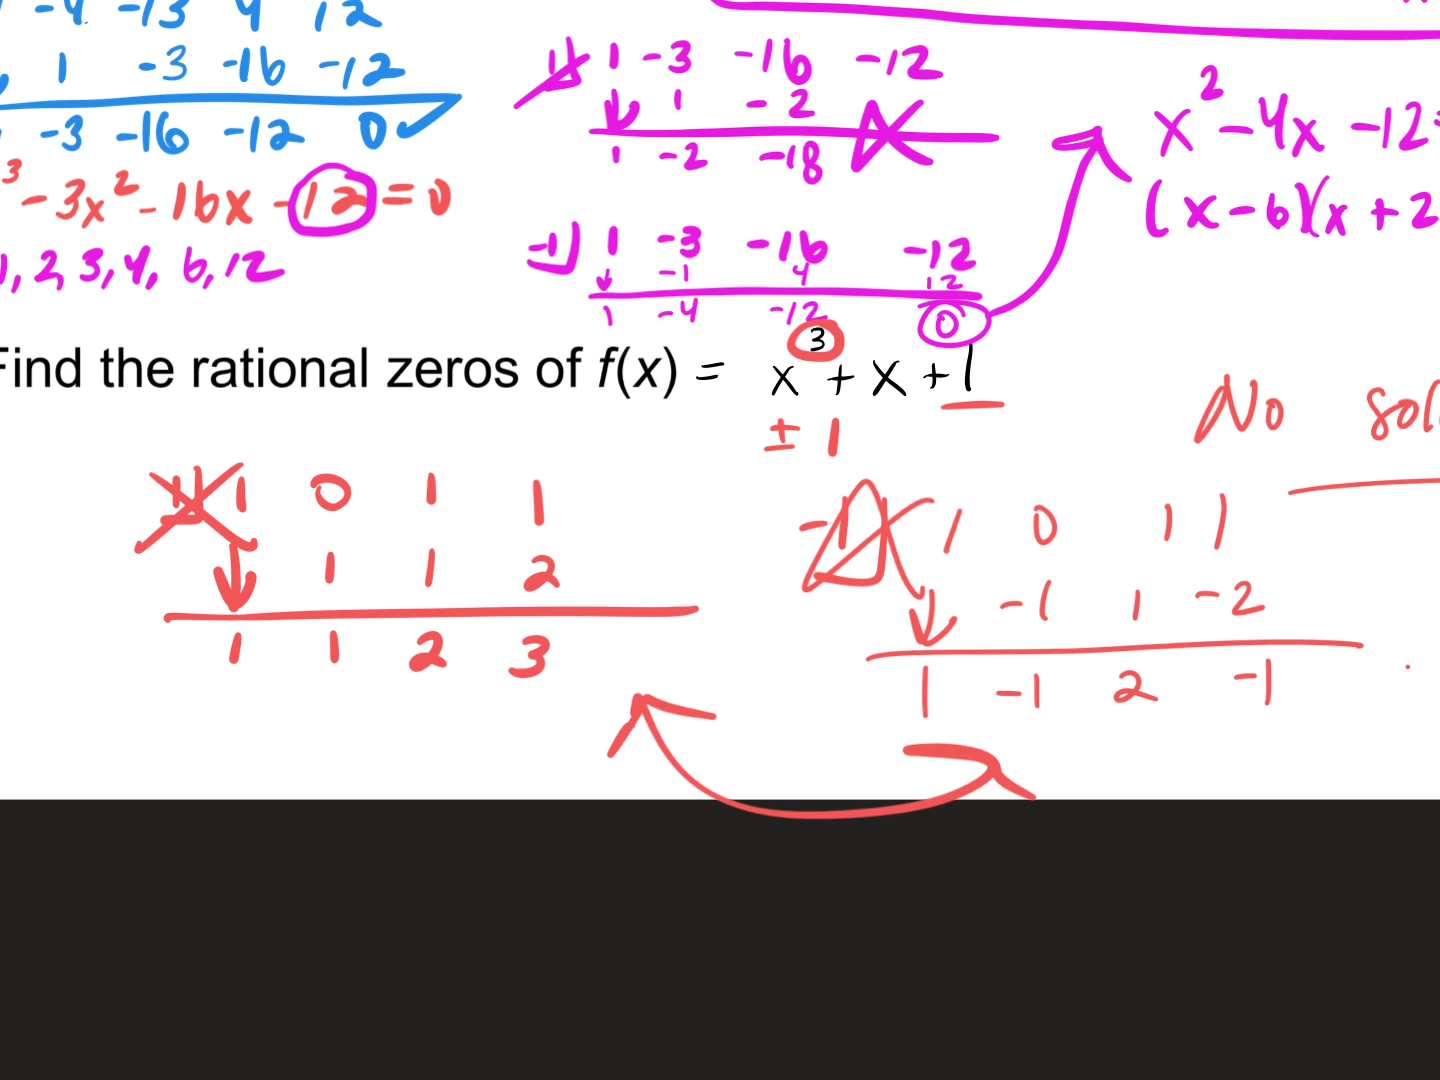 -4 -13 4 12
1 -3 -16 -12
-3 -16 -12 0
3 - 3x² - 16x - 12 = 0
1, 2, 3, 4, 6, 12
1 1 -3 -16 -12
1 -2
1 -2 -18
-1 1 -3 -16 -12
-1 4 12
1 -4 -12 0
x² - 4x - 12 =
(x - 6)(x + 2
Find the rational zeros of f(x) = x³ + x + 1
± 1
No sol
1 1 0 1 1
1 1 2
1 1 2 3
-1 1 0 1 1
-1 1 -2
1 -1 2 -1